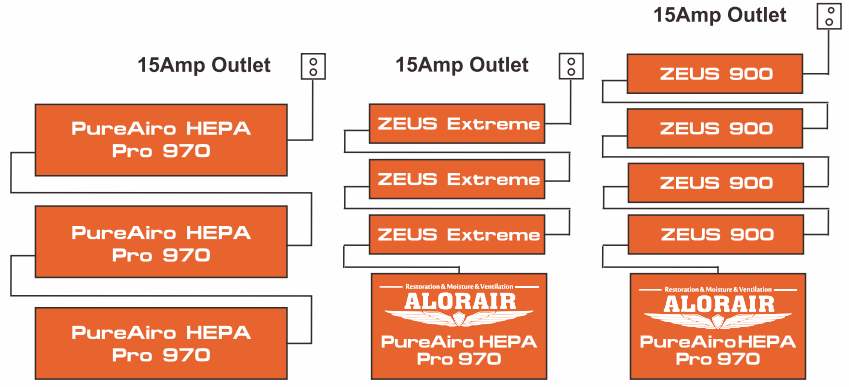 15Amp Outlet
PureAiro HEPA
Pro 970
PureAiro HEPA
Pro 970
PureAiro HEPA
Pro 970
15Amp Outlet
ZEUS Extreme
ZEUS Extreme
ZEUS Extreme
Restoration & Moisture & Ventilation
ALORAIR
PureAiro HEPA
Pro 970
15Amp Outlet
ZEUS 900
ZEUS 900
ZEUS 900
ZEUS 900
Restoration & Moisture & Ventilation
ALORAIR
PureAiro HEPA
Pro 970